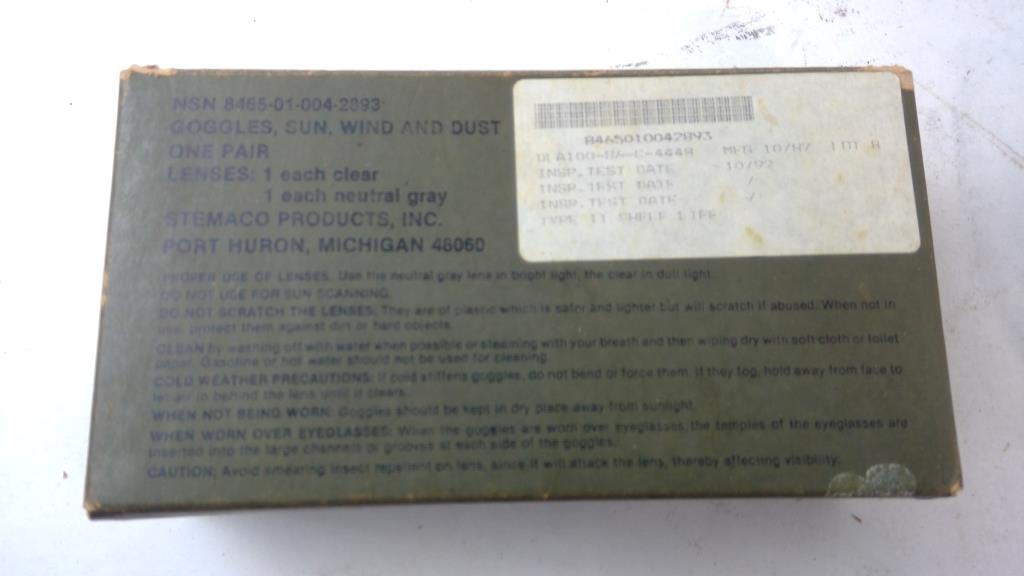 NSN 8465-01-004-2893
GOGGLES, SUN, WIND AND DUST
ONE PAIR
LENSES: 1 each clear
1 each neutral gray
STEMACO PRODUCTS, INC.
PORT HURON, MICHIGAN 48060
8465010042893
DLA100-86-C-4448 MFG 10/87 LOT 8
INSP.TEST DATE 10/92
INSP.TEST DATE /
INSP.TEST DATE /
TYPE II SHELF LIFE
PROPER USE OF LENSES. Use the neutral gray lens in bright light, the clear in dull light.
DO NOT USE FOR SUN SCANNING.
DO NOT SCRATCH THE LENSES: They are of plastic which is safer and lighter but will scratch if abused. When not in
use, protect them against dirt or hard objects.
CLEAN by washing off with water when possible or steaming with your breath and then wiping dry with soft cloth or toilet
paper. Gasoline or hot water should not be used for cleaning.
COLD WEATHER PRECAUTIONS: If cold stiffens goggles, do not bend or force them. If they fog, hold away from face to
let air in behind the lens until it clears.
WHEN NOT BEING WORN: Goggles should be kept in dry place away from sunlight.
WHEN WORN OVER EYEGLASSES: When the goggles are worn over eyeglasses, the temples of the eyeglasses are
inserted into the large channels or grooves at each side of the goggles.
CAUTION: Avoid smearing insect repellent on lens, since it will attack the lens, thereby affecting visibility.